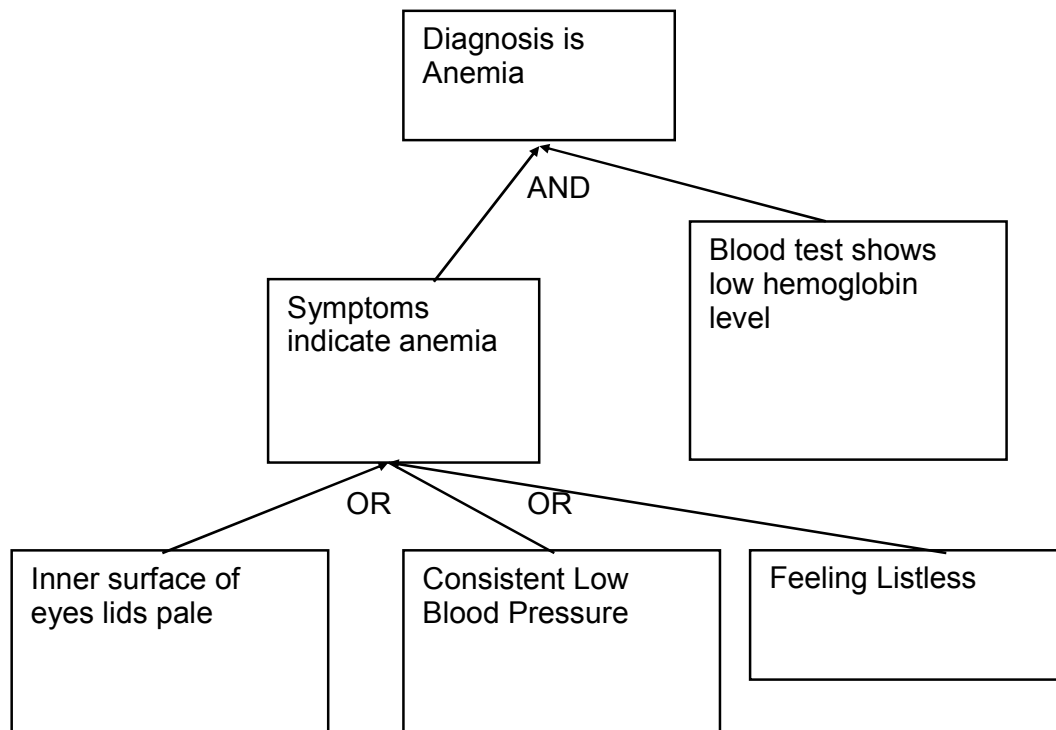 Diagnosis is
Anemia
AND
Blood test shows
low hemoglobin
level
Symptoms
indicate anemia
OR
OR
Inner surface of
eyes lids pale
Consistent Low
Blood Pressure
Feeling Listless